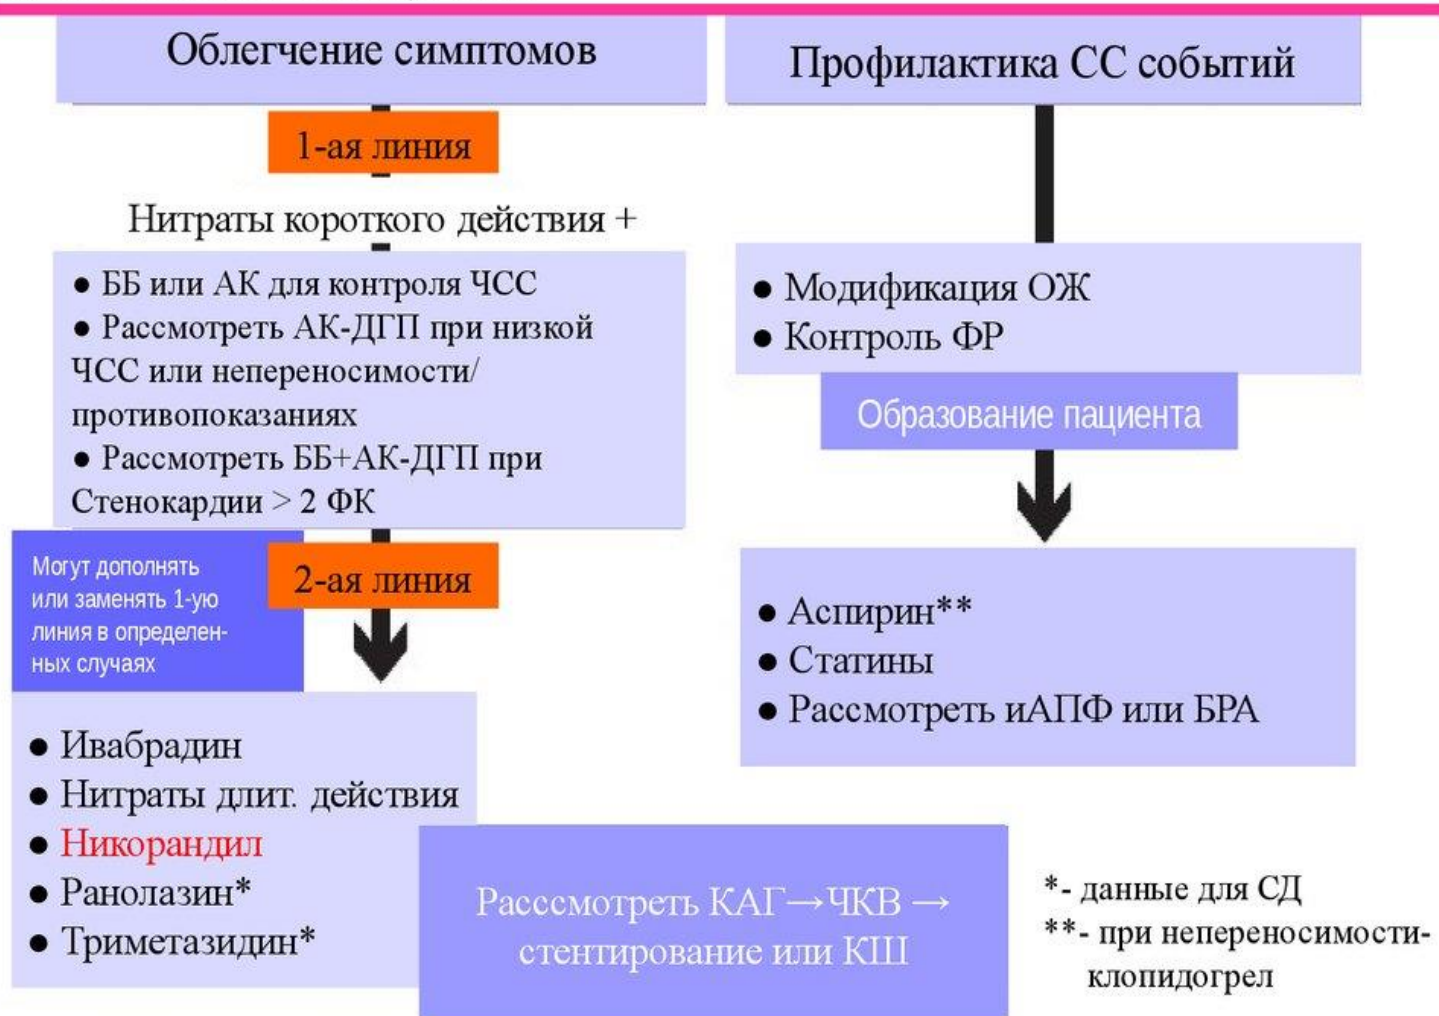 Облегчение симптомов
1-ая линия
Нитраты короткого действия +
● ББ или АК для контроля ЧСС
● Рассмотреть АК-ДГП при низкой
ЧСС или непереносимости/
противопоказаниях
● Рассмотреть ББ+АК-ДГП при
Стенокардии > 2 ФК
Могут дополнять
или заменять 1-ую
линия в определен-
ных случаях
2-ая линия
● Ивабрадин
● Нитраты длит. действия
● Никорандил
● Ранолазин*
● Триметазидин*
Расссмотреть КАГ→ЧКВ →
стентирование или КШ
Профилактика СС событий
● Модификация ОЖ
● Контроль ФР
Образование пациента
● Аспирин**
● Статины
● Рассмотреть иАПФ или БРА
*- данные для СД
**- при непереносимости-
клопидогрел